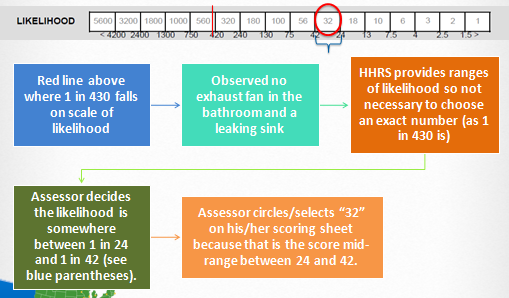 LIKELIHOOD 5600 3200 1800 1000 560 320 180 100 56 32 18 10 6 3 2 1
< 4200 2400 1300 750 420 240 130 75 42 24 13 7.5 4 2.5 1.5 >
Red line above
where 1 in 430 falls
on scale of
likelihood
Observed no
exhaust fan in the
bathroom and a
leaking sink
HHRS provides ranges
of likelihood so not
necessary to choose
an exact number (as 1
in 430 is)
Assessor decides
the likelihood is
somewhere
between 1 in 24
and 1 in 42 (see
blue parentheses).
Assessor circles/selects “32”
on his/her scoring sheet
because that is the score mid-
range between 24 and 42.